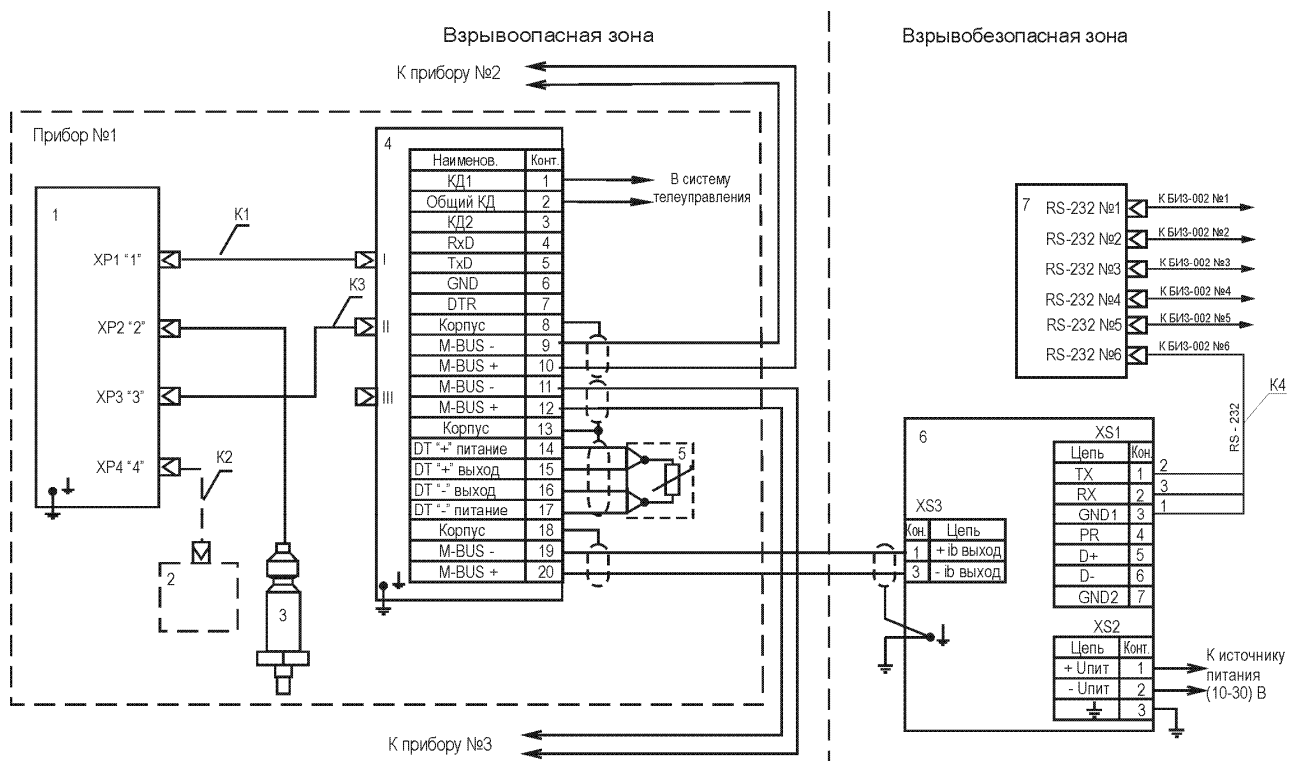 Взрывоопасная зона
Взрывобезопасная зона
К прибору №2
Прибор №1
1
XP1 “1”
XP2 “2”
XP3 “3”
XP4 “4”
К1
К3
К2
2
3
4
I
II
III
Наименов. Конт.
КД1 1
Общий КД 2
КД2 3
RxD 4
TxD 5
GND 6
DTR 7
Корпус 8
M-BUS - 9
M-BUS + 10
M-BUS - 11
M-BUS + 12
Корпус 13
DT “+” питание 14
DT “+” выход 15
DT “-” выход 16
DT “-” питание 17
Корпус 18
M-BUS - 19
M-BUS + 20
В систему
телеуправления
5
К прибору №3
7
RS-232 №1
RS-232 №2
RS-232 №3
RS-232 №4
RS-232 №5
RS-232 №6
К БИЗ-002 №1
К БИЗ-002 №2
К БИЗ-002 №3
К БИЗ-002 №4
К БИЗ-002 №5
К БИЗ-002 №6
К4
RS - 232
6
XS1
Цепь Кон.
TX 1
RX 2
GND1 3
PR 4
D+ 5
D- 6
GND2 7
2
3
1
XS3
Кон. Цепь
1 + ib выход
3 - ib выход
XS2
Цепь Конт.
+ Uпит 1
- Uпит 2
3
К источнику
питания
(10-30) В